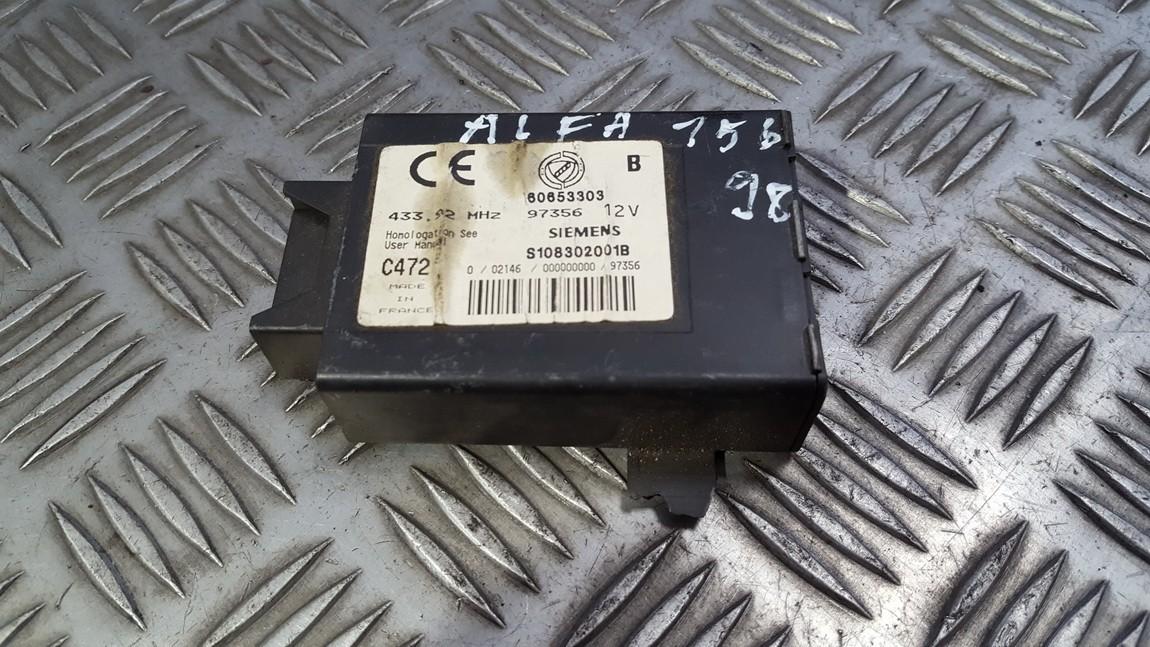 ALFA 156
98
CE B
60653303
433.92 MHz 97356 12V
Homologation See
User Manual
SIEMENS
S108302001B
C472
0 / 02146 / 000000000 / 97356
MADE
IN
FRANCE